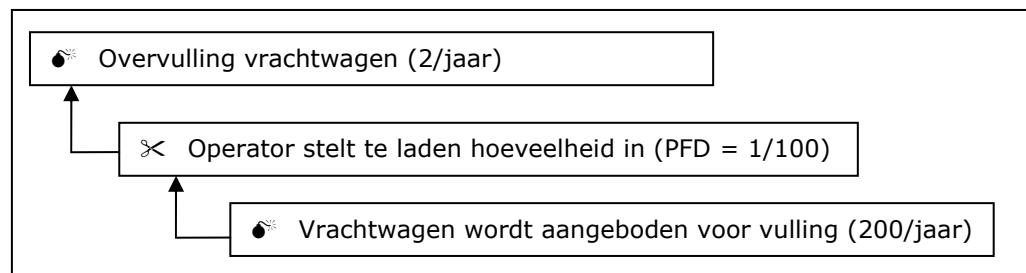 Overvulling vrachtwagen (2/jaar)
Operator stelt te laden hoeveelheid in (PFD = 1/100)
Vrachtwagen wordt aangeboden voor vulling (200/jaar)